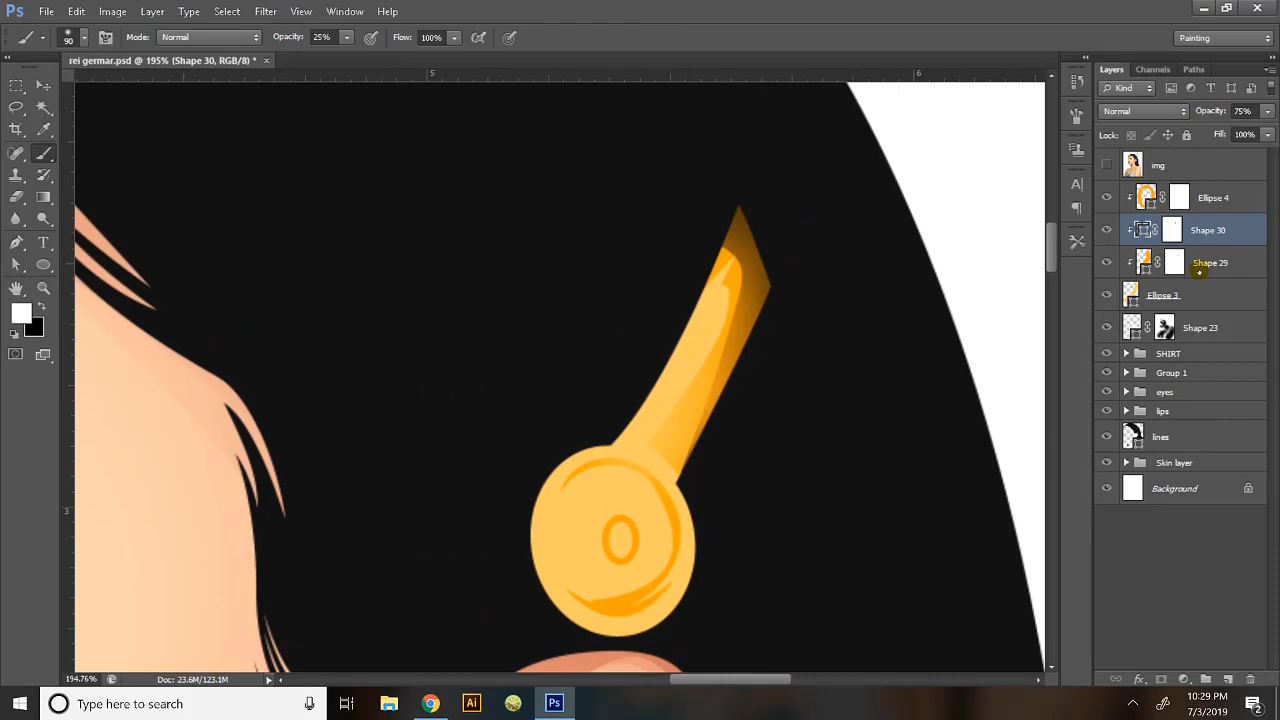 Ps File Edit Image Layer Type Select Filter 3D View Window Help
90 Mode: Normal Opacity: 25% Flow: 100% Painting
rei germar.psd @ 195% (Shape 30, RGB/8) * ×
5 6
3
Layers Channels Paths
Kind
Normal Opacity: 75%
Lock: Fill: 100%
img
Ellipse 4
Shape 30
Shape 29
Ellipse 3
Shape 23
SHIRT
Group 1
eyes
lips
lines
Skin layer
Background
194.76% Doc: 23.6M/123.1M
Type here to search
Ai Ps
10:29 PM
7/3/2019
2